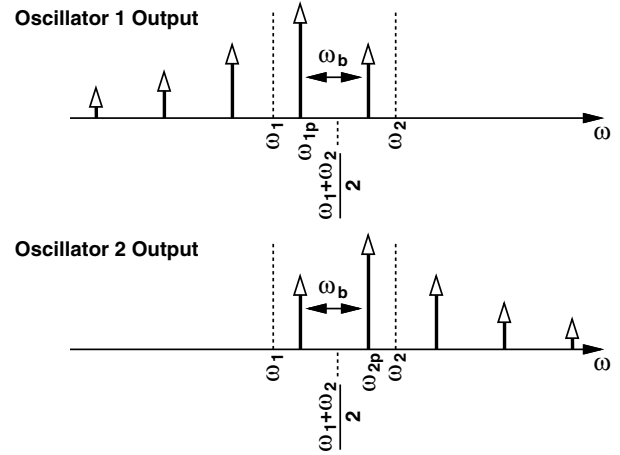 Oscillator 1 Output
ω_b
ω_1
ω_1p
ω_2
ω
ω_1+ω_2
2
Oscillator 2 Output
ω_b
ω_1
ω_2p
ω_2
ω
ω_1+ω_2
2